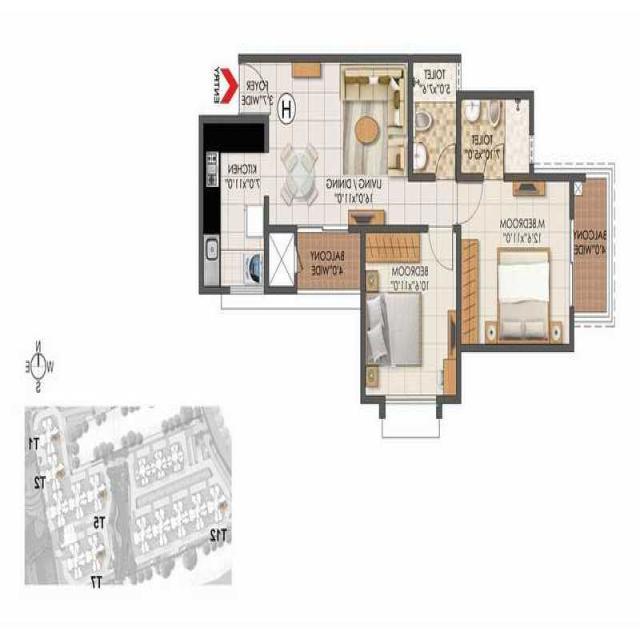 ENTRY
FOYER
3'7" WIDE
H
TOILET
5'0"x7'6"
TOILET
7'10"x5'0"
KITCHEN
7'0"x11'0"
LIVING / DINING
16'0"x11'0"
M.BEDROOM
12'6"x11'0"
BALCONY
4'0" WIDE
BALCONY
4'0" WIDE
BEDROOM
10'6"x11'0"
N
W
E
S
T1
T2
T5
T12
T7